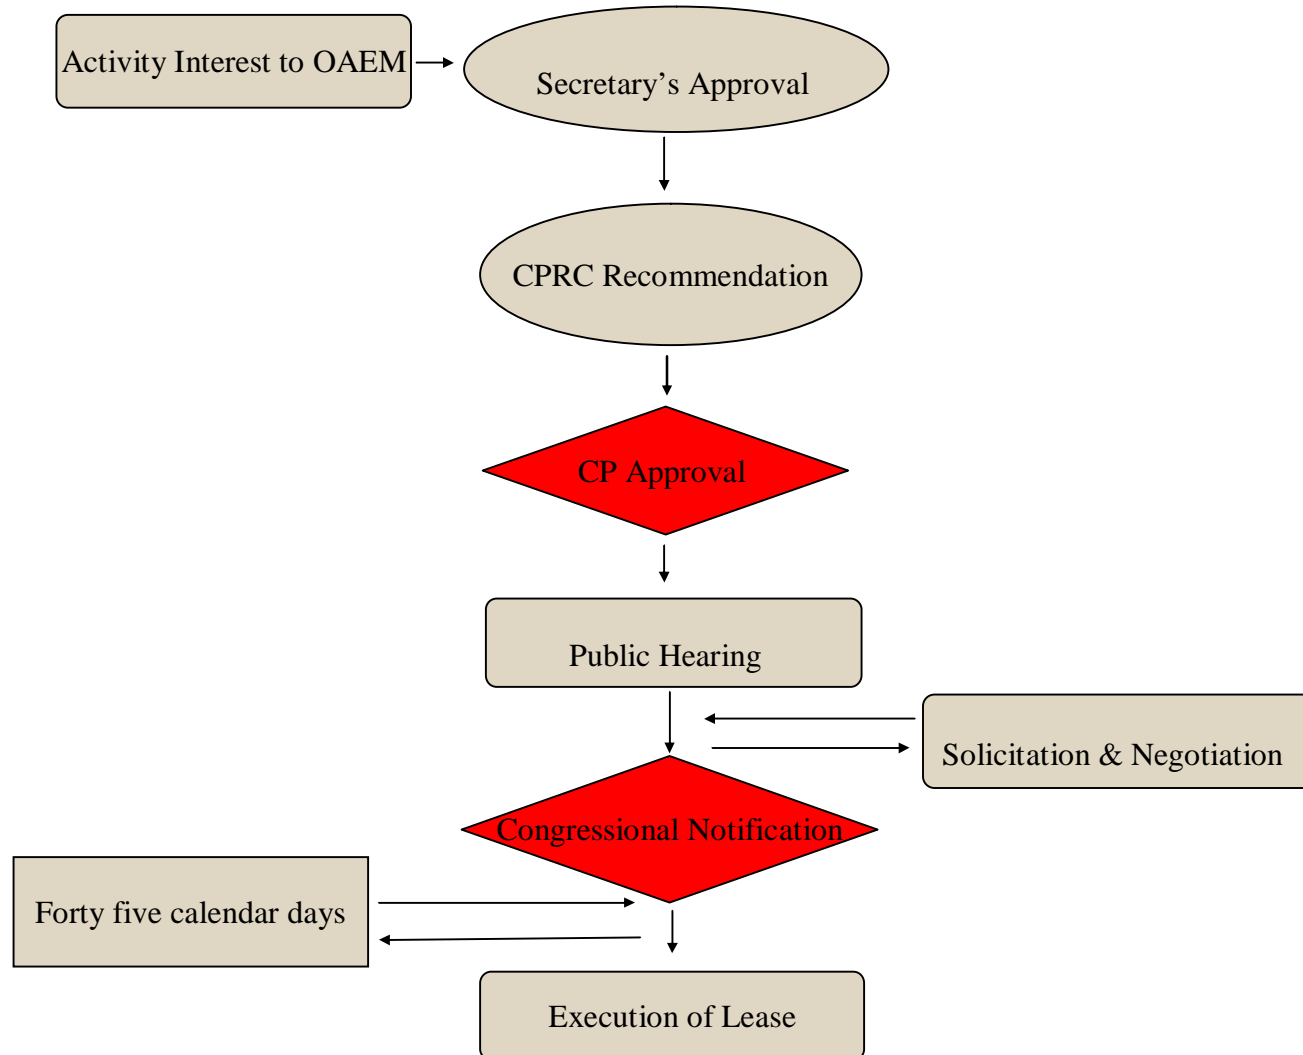 Activity Interest to OAEM
Secretary’s Approval
CPRC Recommendation
CP Approval
Public Hearing
Solicitation & Negotiation
Congressional Notification
Forty five calendar days
Execution of Lease